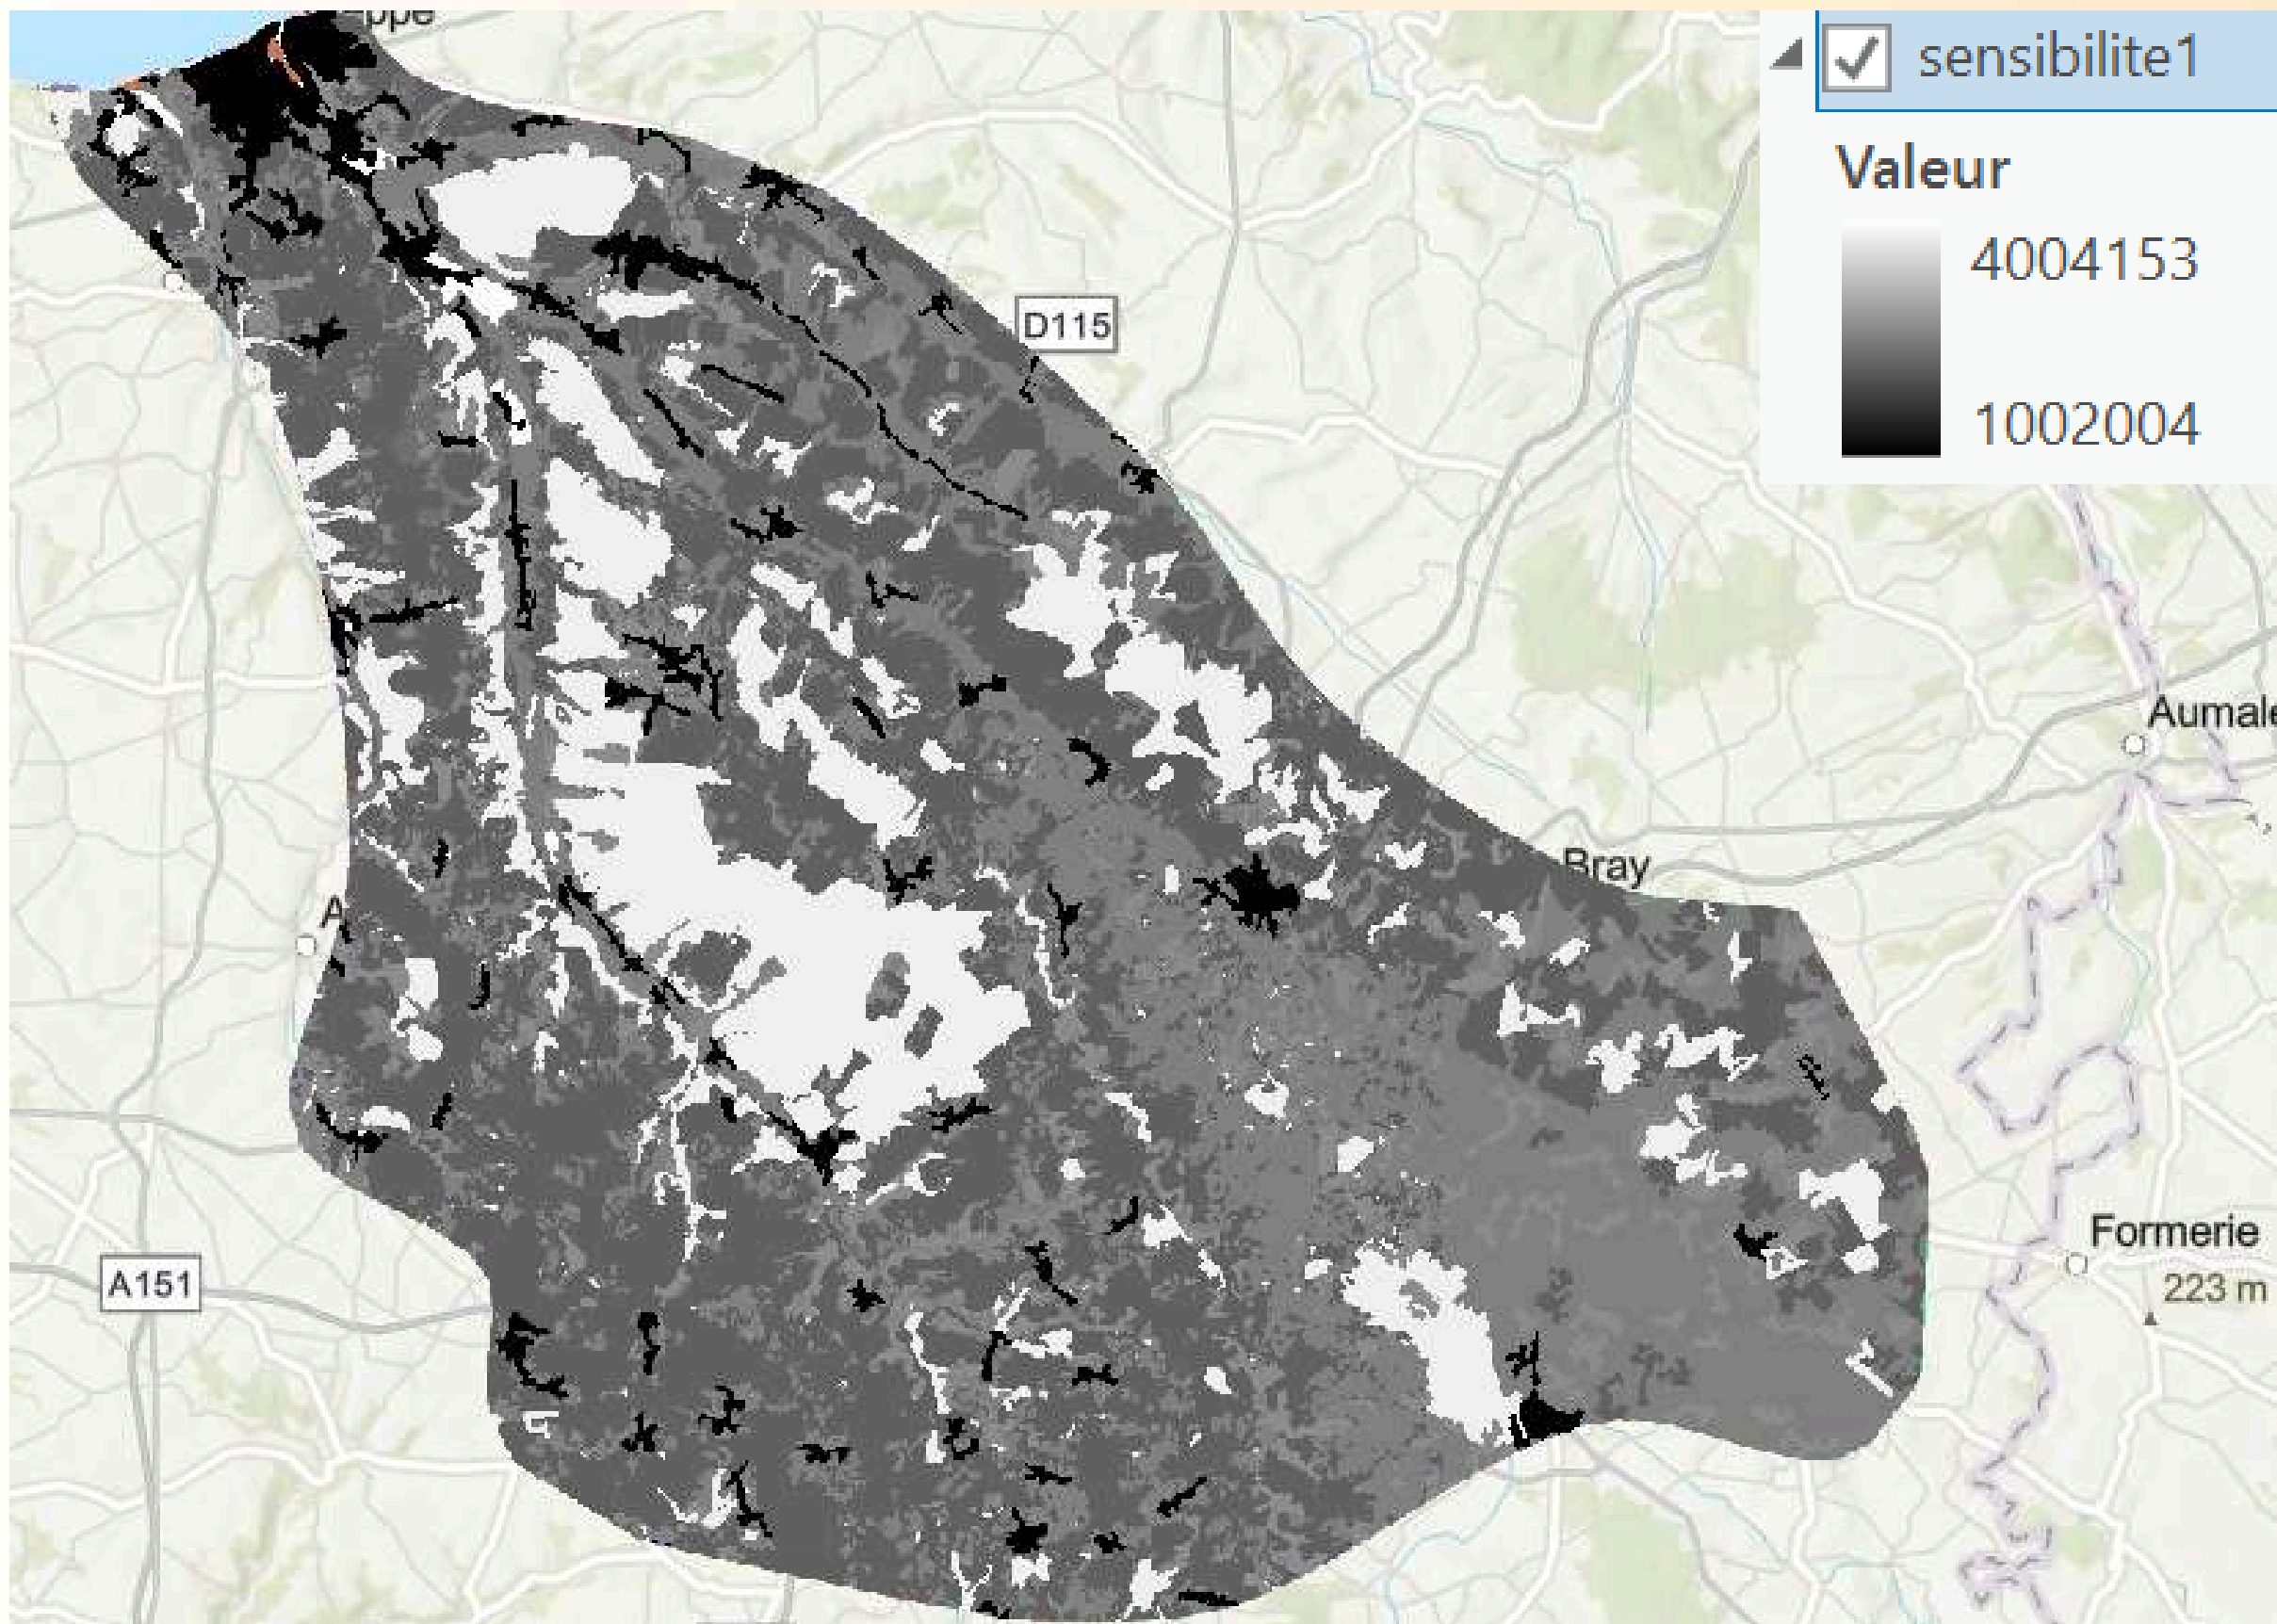 sensibilite1
Valeur
4004153
1002004
D115
Aumale
Bray
A
A151
Formerie
223 m